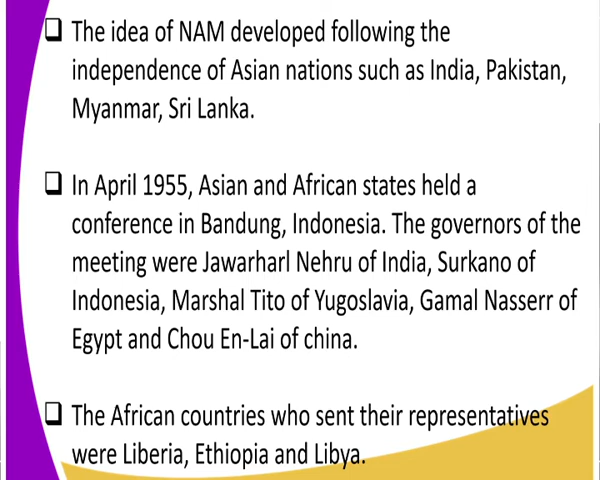 The idea of NAM developed following the
independence of Asian nations such as India, Pakistan,
Myanmar, Sri Lanka.
In April 1955, Asian and African states held a
conference in Bandung, Indonesia. The governors of the
meeting were Jawarharl Nehru of India, Surkano of
Indonesia, Marshal Tito of Yugoslavia, Gamal Nasserr of
Egypt and Chou En-Lai of china.
The African countries who sent their representatives
were Liberia, Ethiopia and Libya.